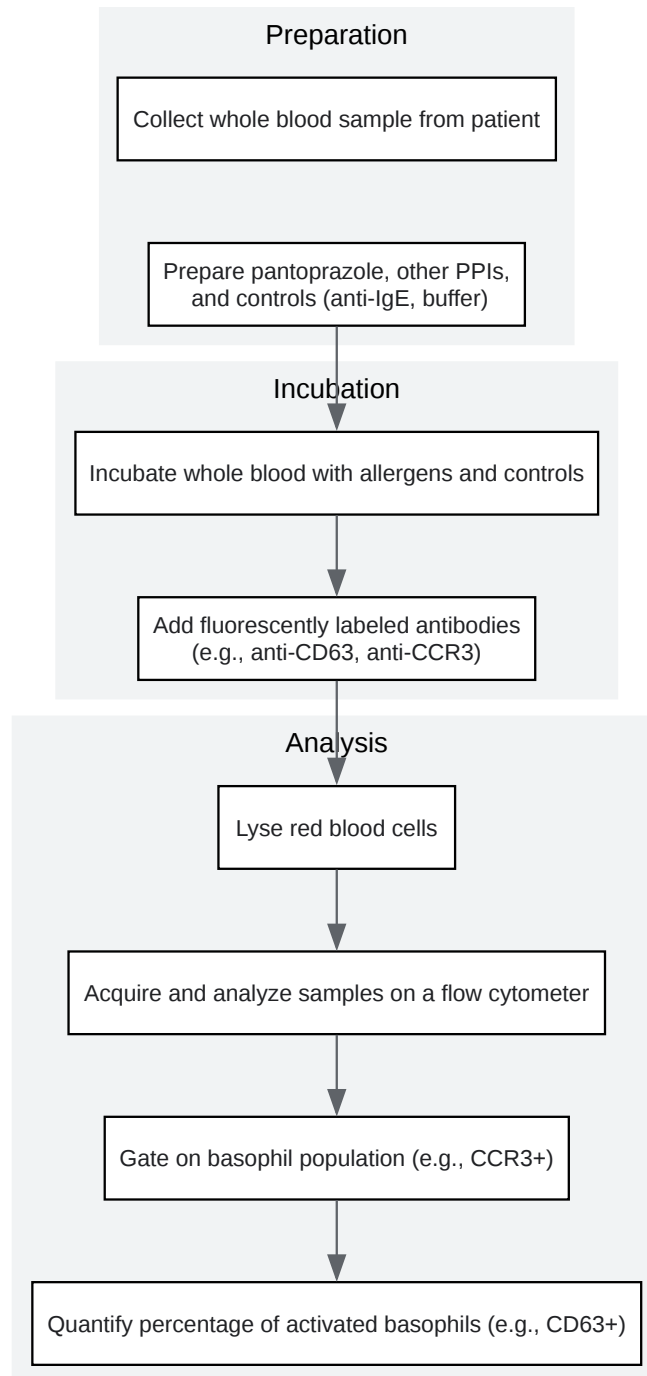 Preparation
Collect whole blood sample from patient
Prepare pantoprazole, other PPIs,
and controls (anti-IgE, buffer)
Incubation
Incubate whole blood with allergens and controls
Add fluorescently labeled antibodies
(e.g., anti-CD63, anti-CCR3)
Analysis
Lyse red blood cells
Acquire and analyze samples on a flow cytometer
Gate on basophil population (e.g., CCR3+)
Quantify percentage of activated basophils (e.g., CD63+)